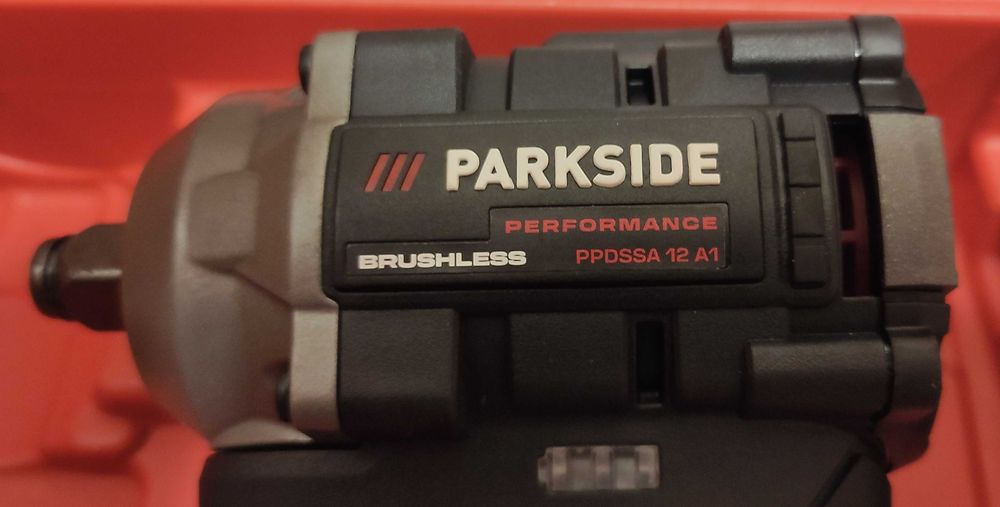 PARKSIDE
PERFORMANCE
BRUSHLESS PPDSSA 12 A1